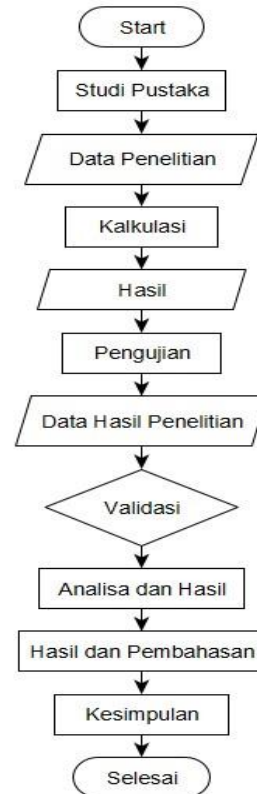 Start
Studi Pustaka
Data Penelitian
Kalkulasi
Hasil
Pengujian
Data Hasil Penelitian
Validasi
Analisa dan Hasil
Hasil dan Pembahasan
Kesimpulan
Selesai